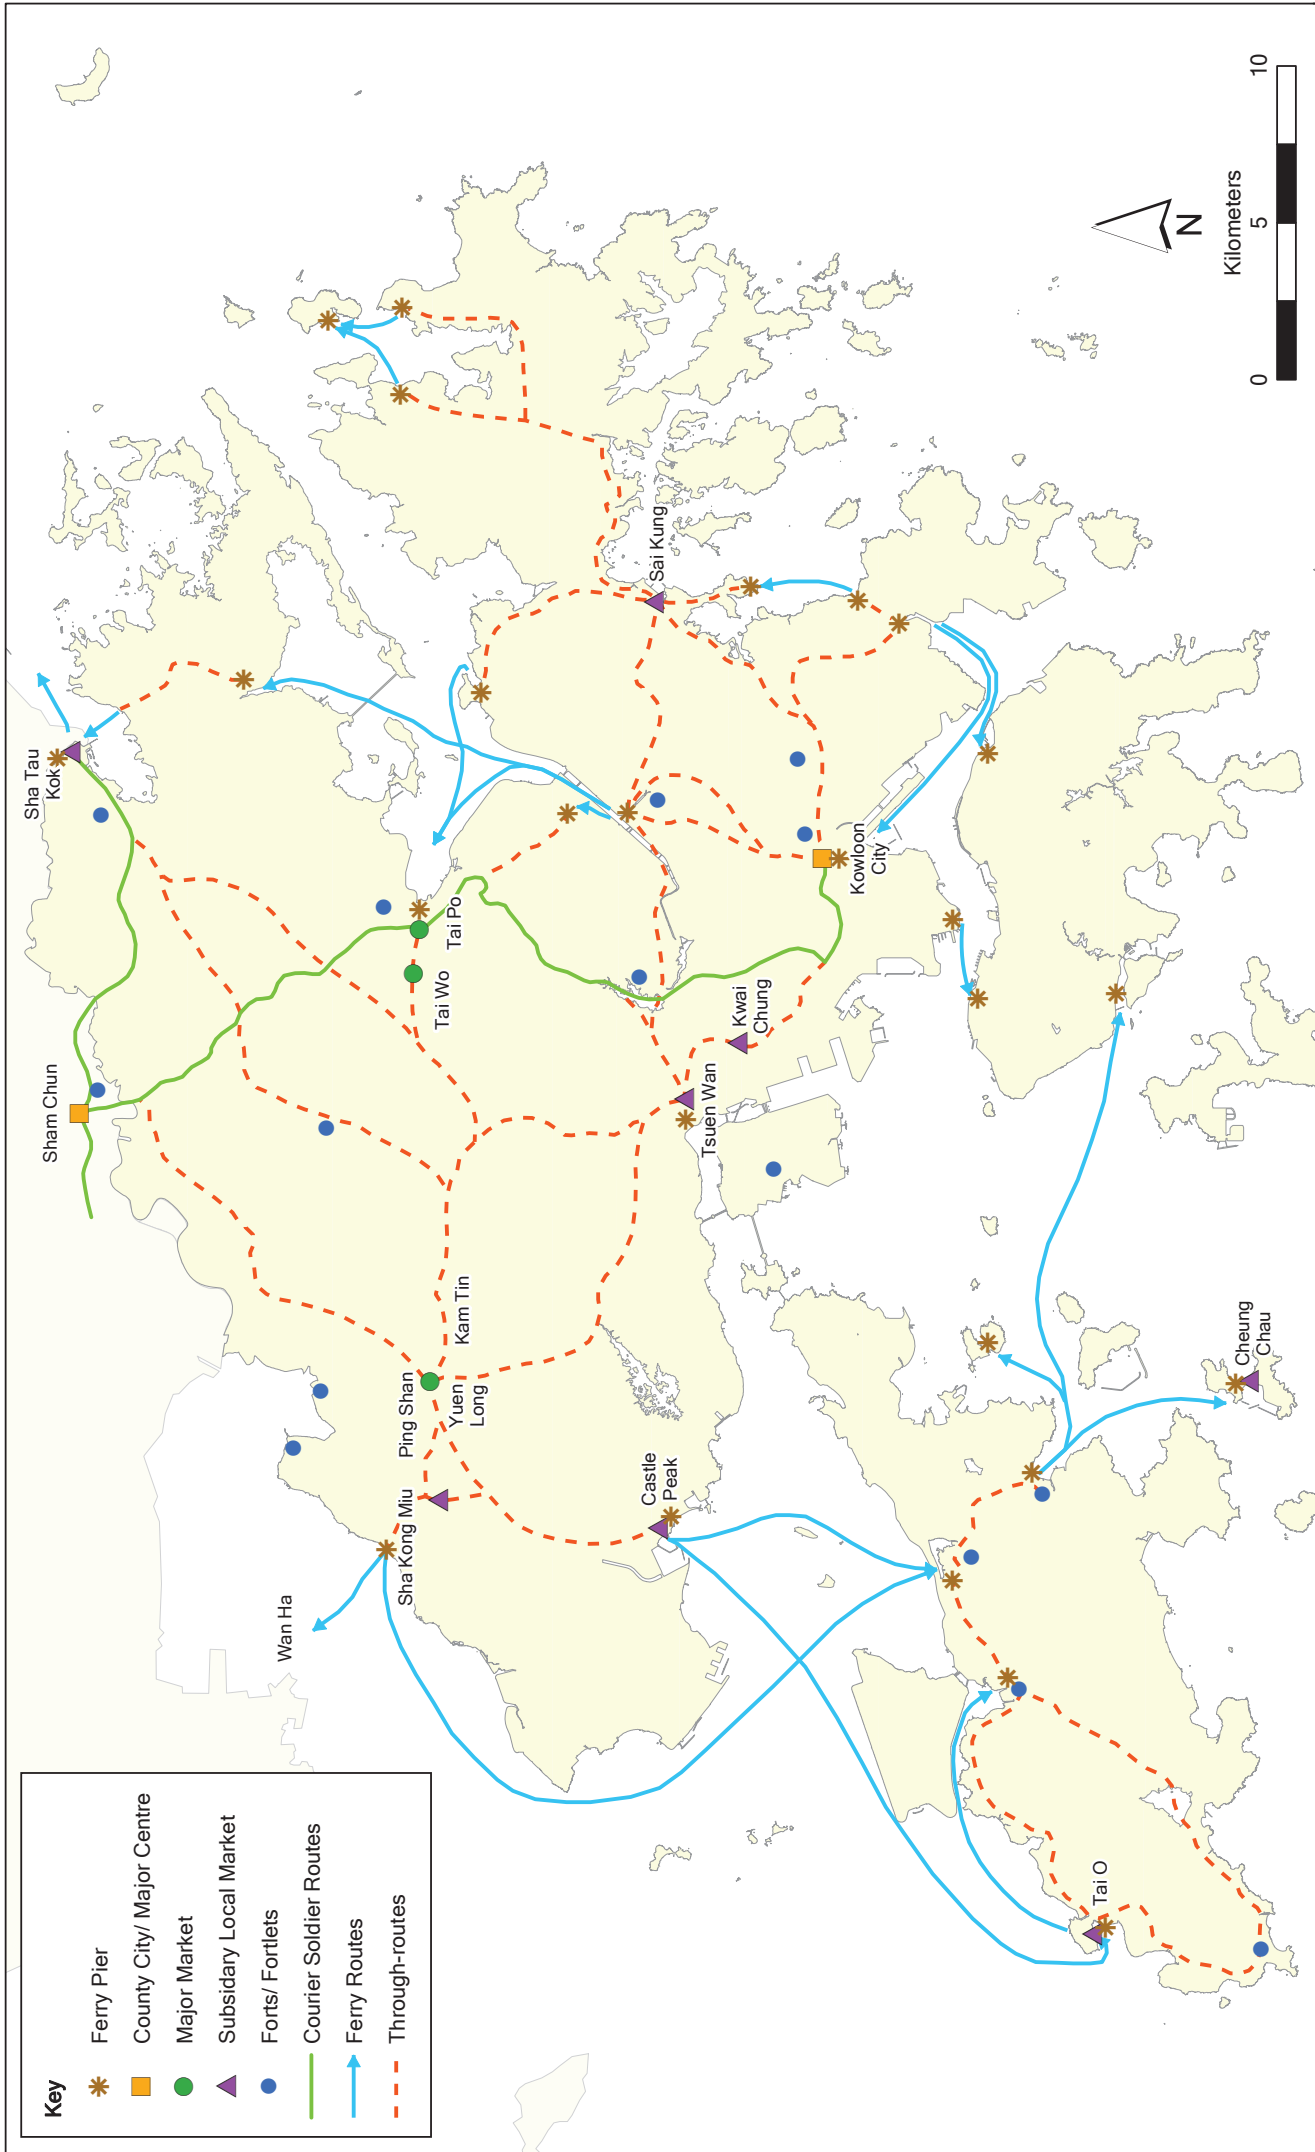 Key
Ferry Pier
County City/ Major Centre
Major Market
Subsidary Local Market
Forts/ Fortlets
Courier Soldier Routes
Ferry Routes
Through-routes
Wan Ha
Sha Kong Miu
Ping Shan
Yuen
Long
Kam Tin
Castle
Peak
Sham Chun
Sha Tau
Kok
Tai Wo
Tai Po
Tsuen Wan
Kwai
Chung
Kowloon
City
Sai Kung
Tai O
Cheung
Chau
N
Kilometers
0
5
10